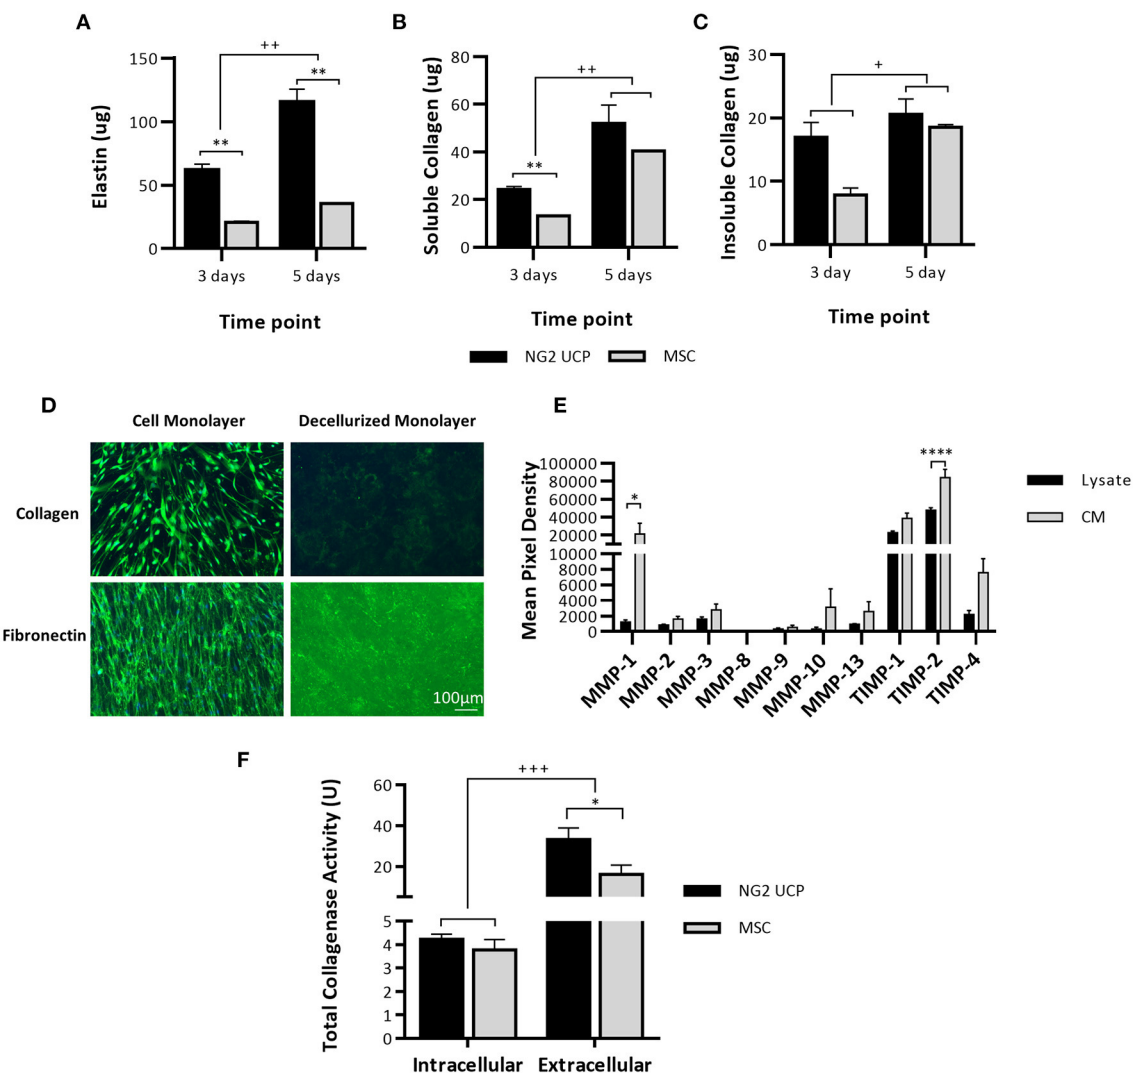 A
B
C
++
**
**
150
100
50
0
Elastin (ug)
3 days
5 days
Time point
++
**
80
60
40
20
0
Soluble Collagen (ug)
3 days
5 days
Time point
+
30
20
10
0
Insoluble Collagen (ug)
3 day
5 day
Time point
NG2 UCP
MSC
D
Cell Monolayer
Decellurized Monolayer
Collagen
Fibronectin
100µm
E
****
*
100000
80000
60000
40000
20000
10000
8000
6000
4000
2000
0
Mean Pixel Density
MMP-1
MMP-2
MMP-3
MMP-8
MMP-9
MMP-10
MMP-13
TIMP-1
TIMP-2
TIMP-4
Lysate
CM
F
+++
*
60
40
20
5
4
3
2
1
0
Total Collagenase Activity (U)
Intracellular
Extracellular
NG2 UCP
MSC